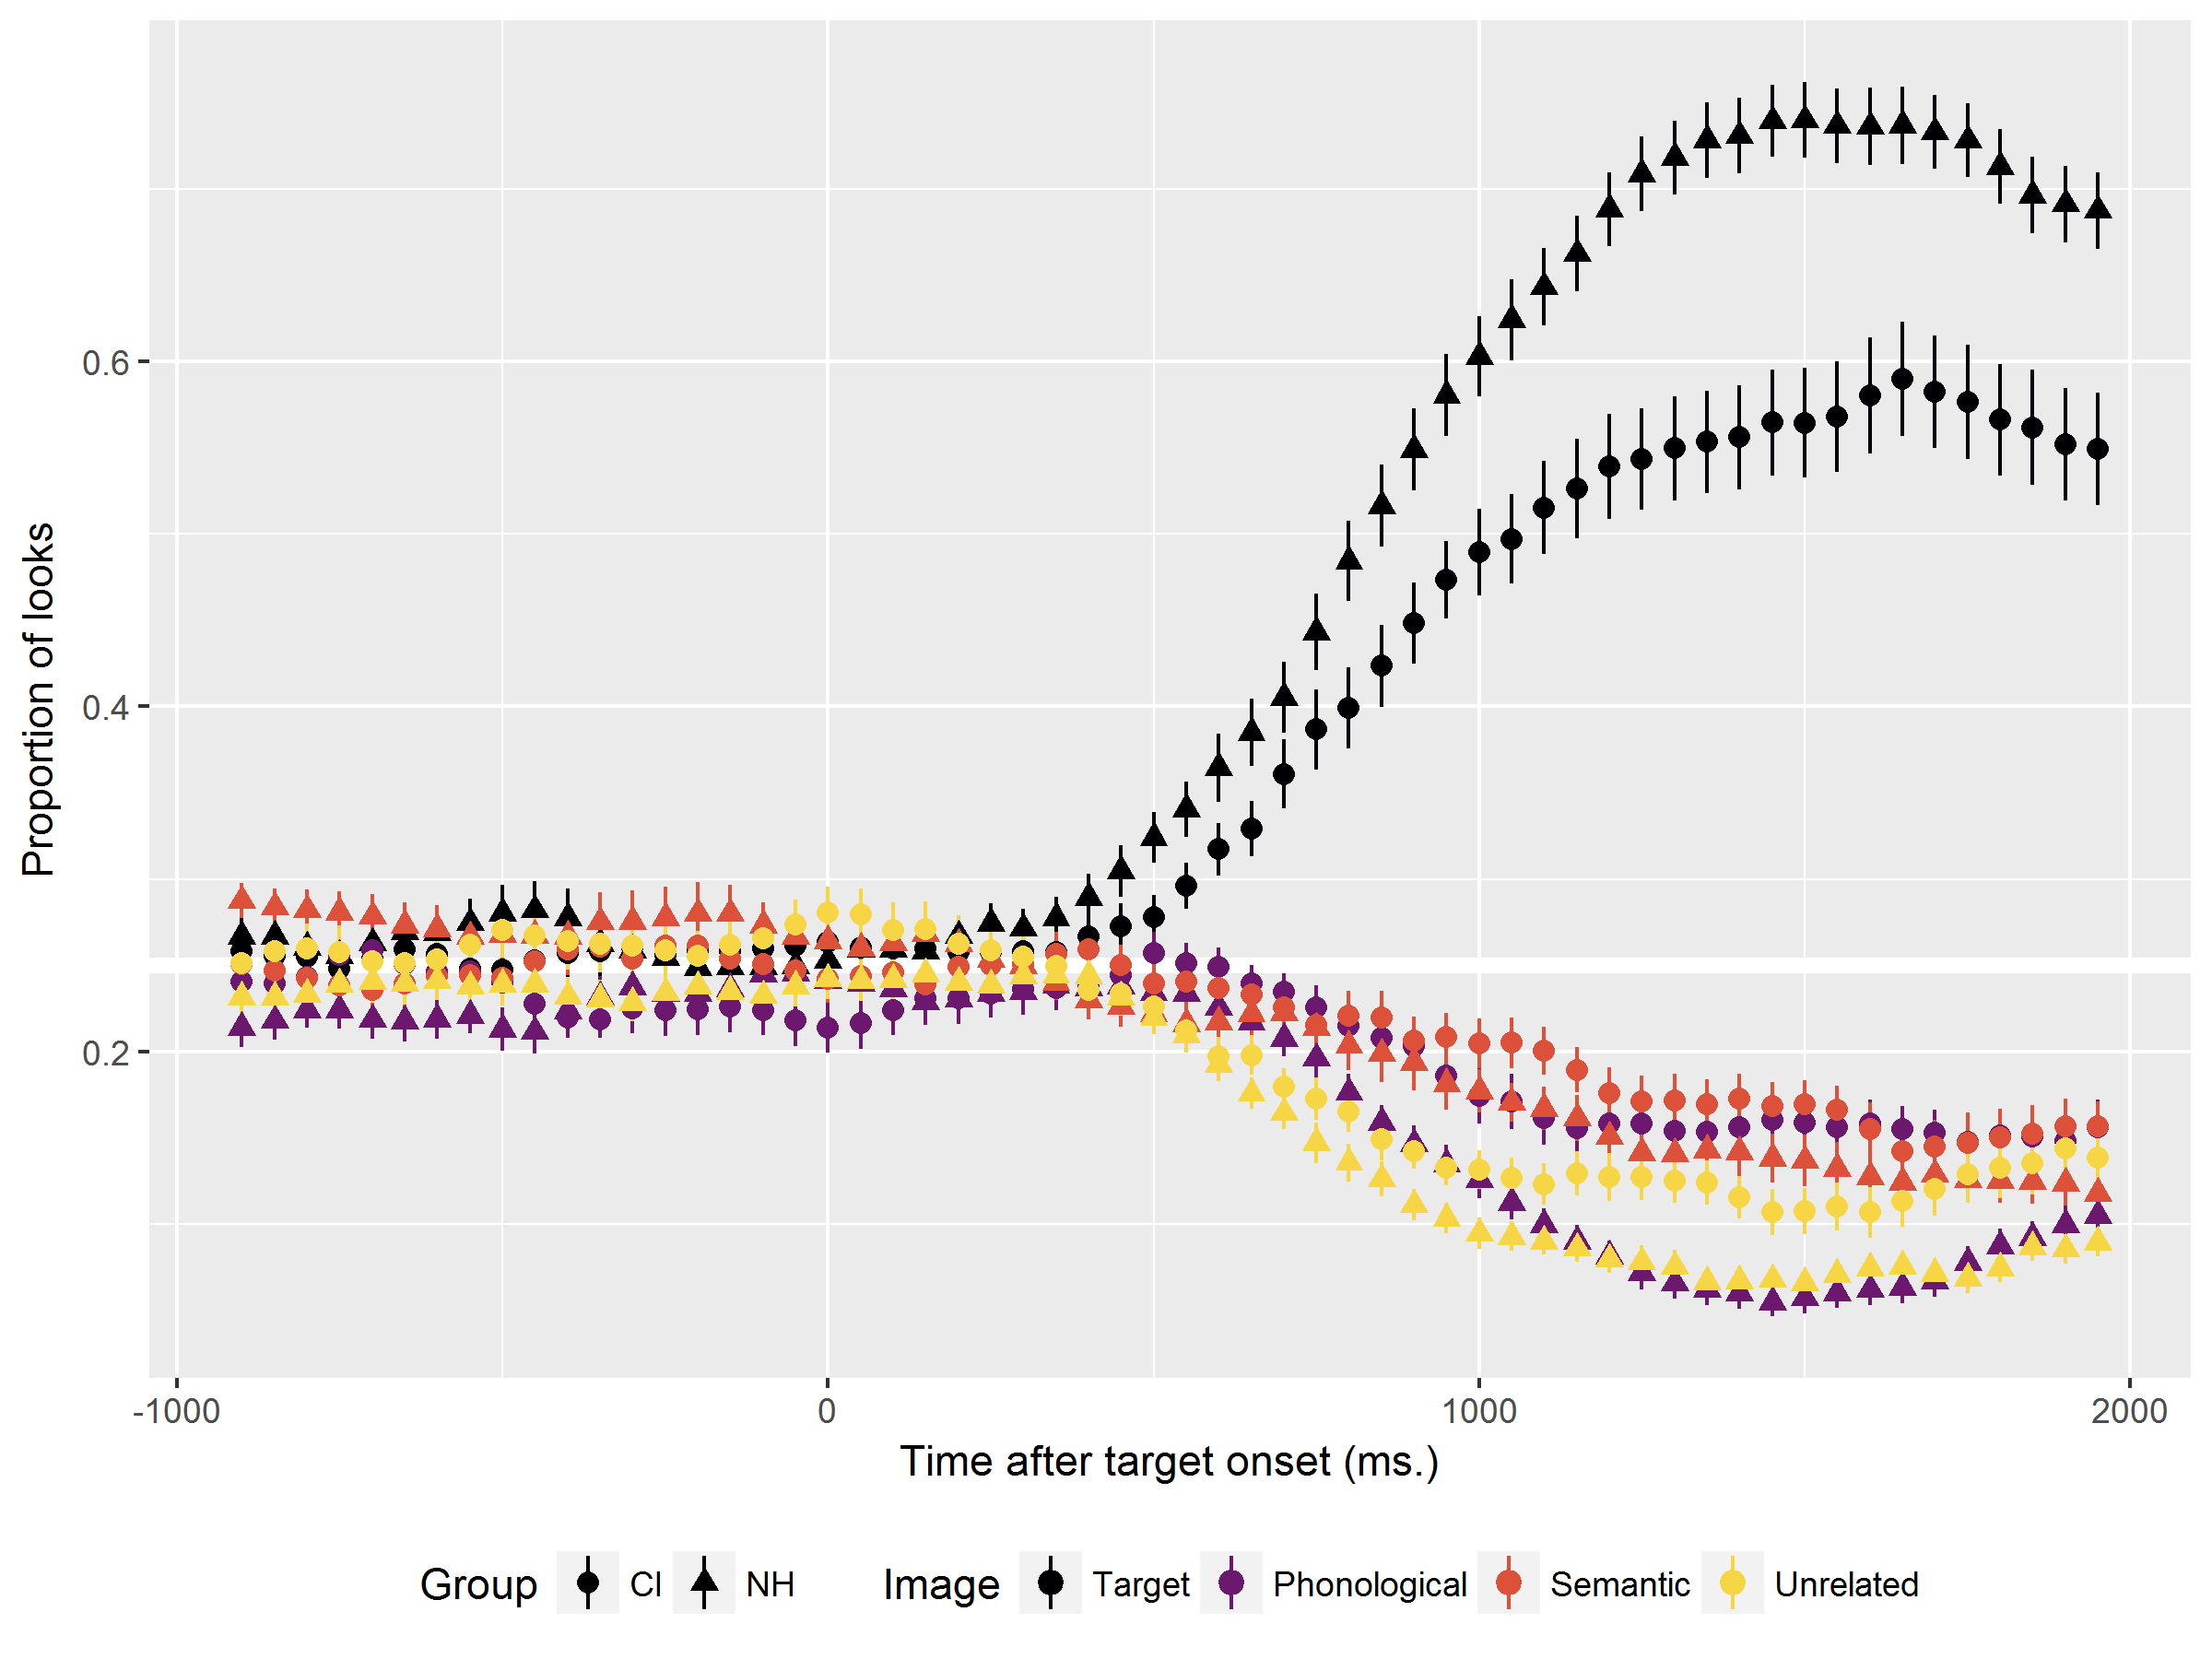 0.6
0.4
0.2
Proportion of looks
-1000 0 1000 2000
Time after target onset (ms.)
Group CI NH Image Target Phonological Semantic Unrelated